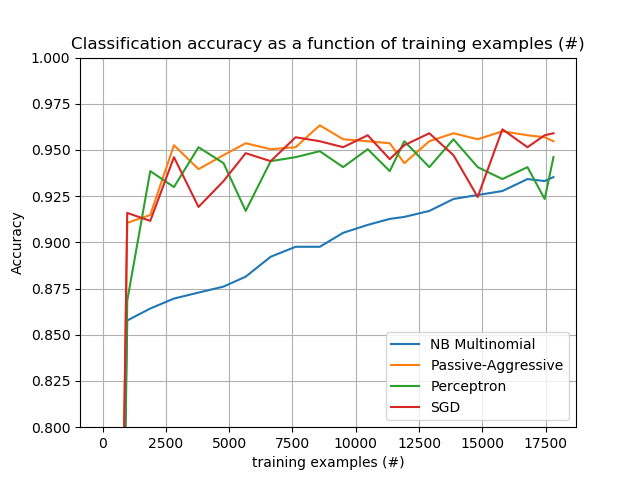 Classification accuracy as a function of training examples (#)
1.000
0.975
0.950
0.925
0.900
0.875
0.850
0.825
0.800
Accuracy
NB Multinomial
Passive-Aggressive
Perceptron
SGD
0 2500 5000 7500 10000 12500 15000 17500
training examples (#)